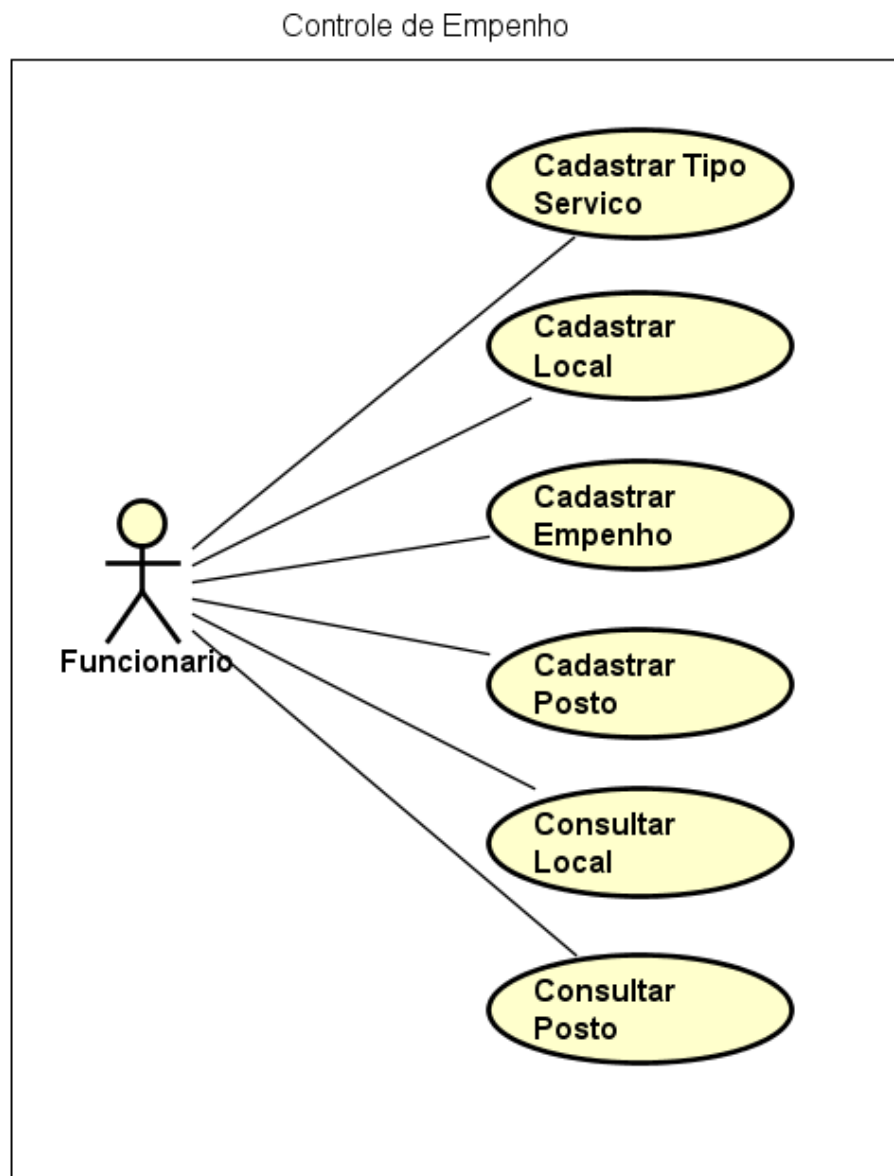 Controle de Empenho
Cadastrar Tipo
Servico
Cadastrar
Local
Cadastrar
Empenho
Funcionario
Cadastrar
Posto
Consultar
Local
Consultar
Posto